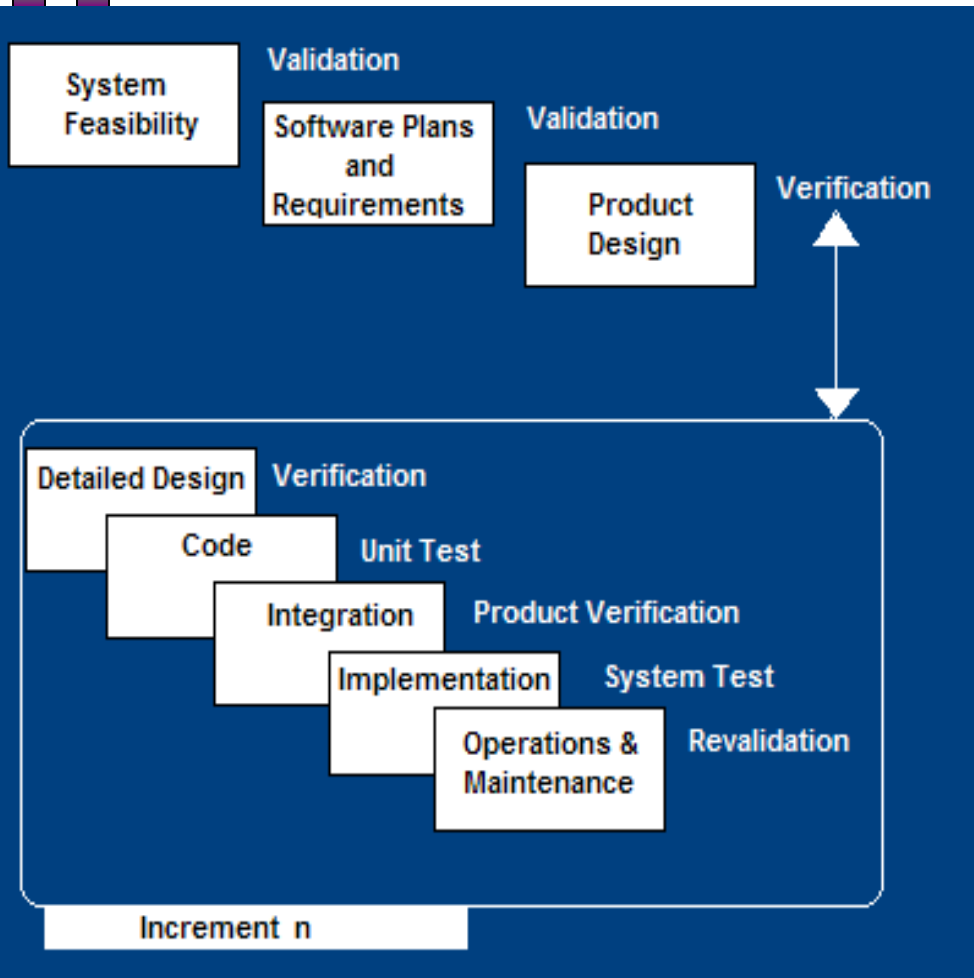 System
Feasibility
Validation
Software Plans
and
Requirements
Validation
Product
Design
Verification
Detailed Design
Verification
Code
Unit Test
Integration
Product Verification
Implementation
System Test
Operations &
Maintenance
Revalidation
Increment n